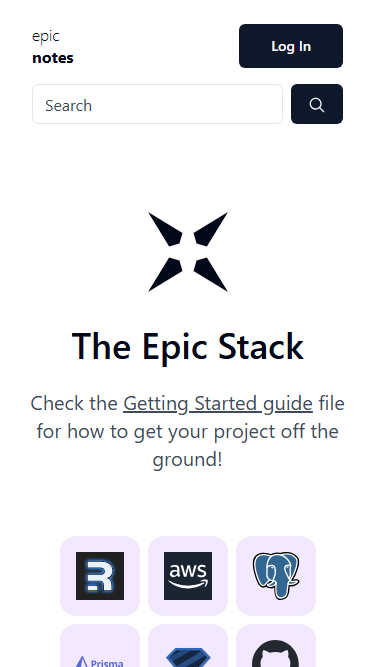 epic
notes
Log In
Search
The Epic Stack
Check the Getting Started guide file
for how to get your project off the
ground!
aws
Prisma